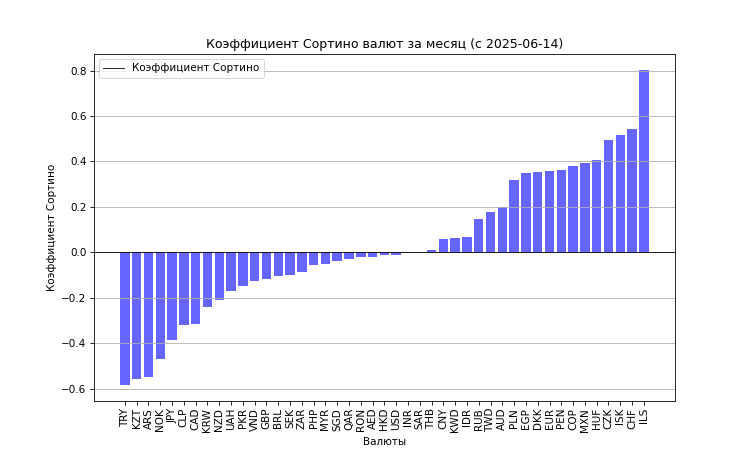 Коэффициент Сортино валют за месяц (с 2025-06-14)
Коэффициент Сортино
0.8
0.6
0.4
0.2
0.0
−0.2
−0.4
−0.6
Коэффициент Сортино
TRY
KZT
ARS
NOK
JPY
CLP
CAD
KRW
NZD
UAH
PKR
VND
GBP
BRL
SEK
ZAR
PHP
MYR
SGD
QAR
RON
AED
HKD
USD
INR
SAR
THB
CNY
KWD
IDR
RUB
TWD
AUD
PLN
EGP
DKK
EUR
PEN
COP
MXN
HUF
CZK
ISK
CHF
ILS
Валюты